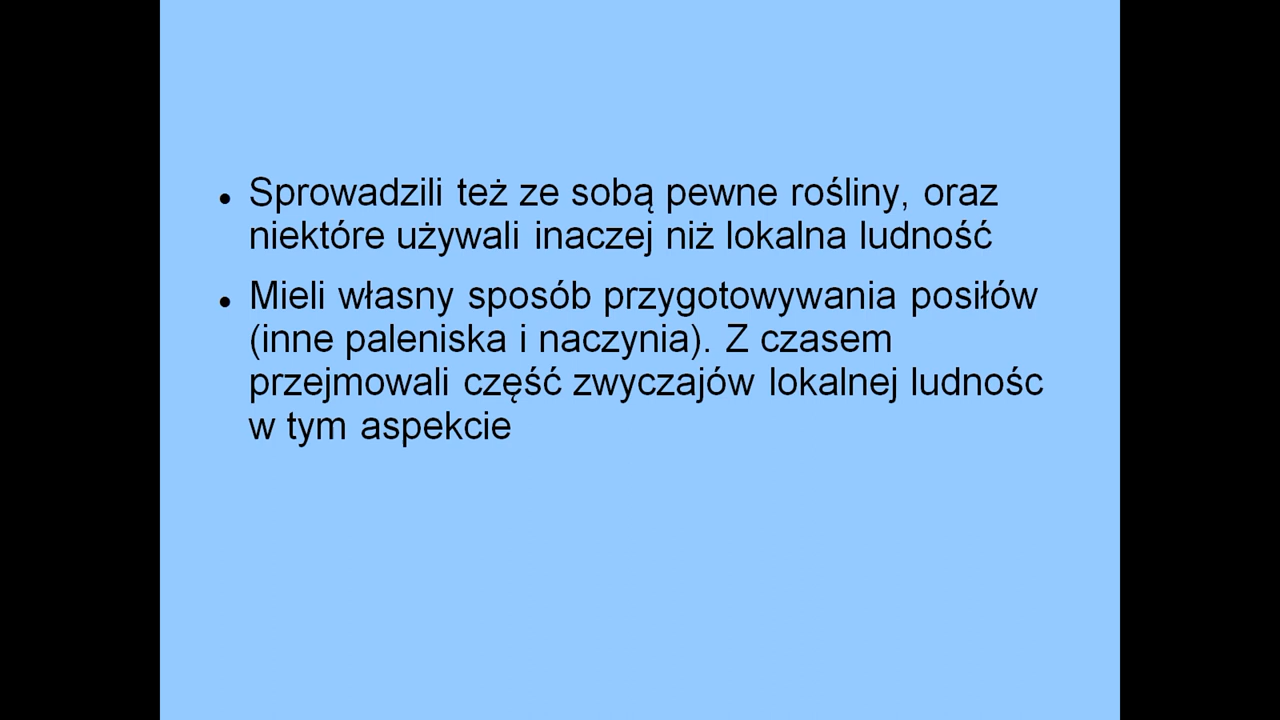 • Sprowadzili też ze sobą pewne rośliny, oraz
niektóre używali inaczej niż lokalna ludność
• Mieli własny sposób przygotowywania posiłów
(inne paleniska i naczynia). Z czasem
przejmowali część zwyczajów lokalnej ludnośc
w tym aspekcie